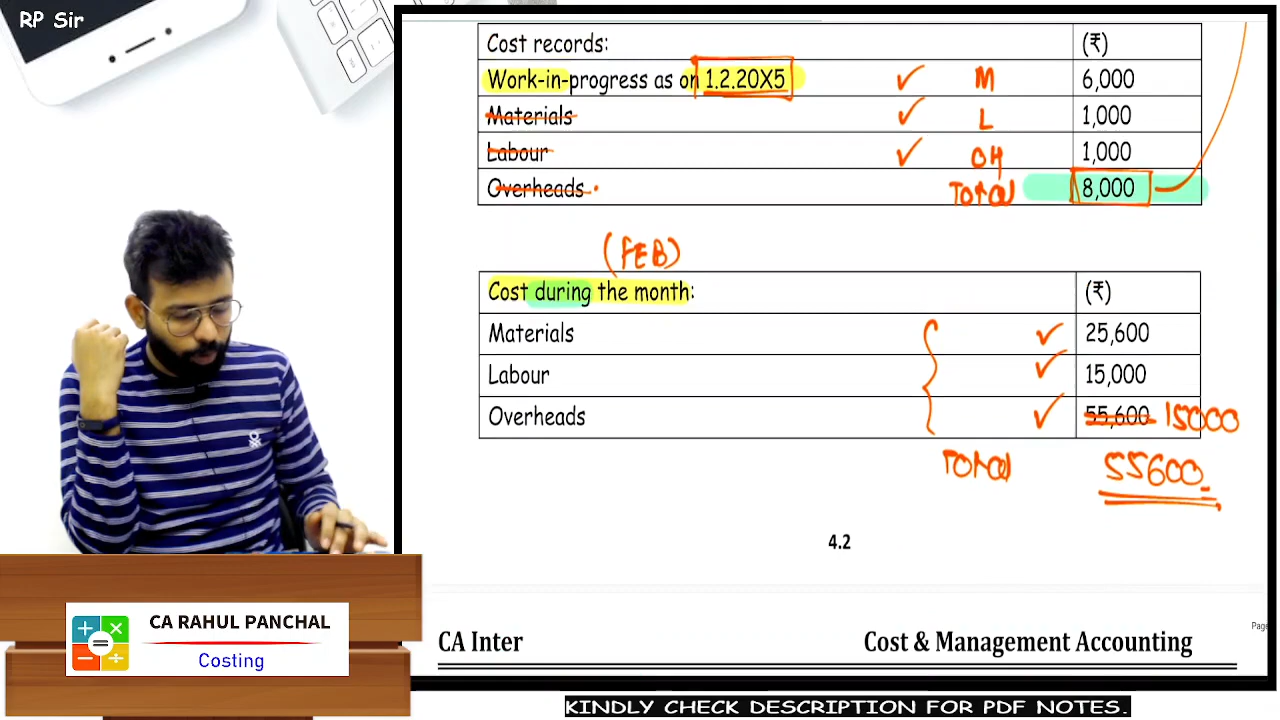 RP Sir
Cost records: (₹)
Work-in-progress as on 1.2.20X5 M 6,000
Materials L 1,000
Labour OH 1,000
Overheads Total 8,000
(FEB)
Cost during the month: (₹)
Materials 25,600
Labour 15,000
Overheads 55,600 15000
Total 55600
4.2
Page
CA Inter Cost & Management Accounting
CA RAHUL PANCHAL
Costing
KINDLY CHECK DESCRIPTION FOR PDF NOTES.